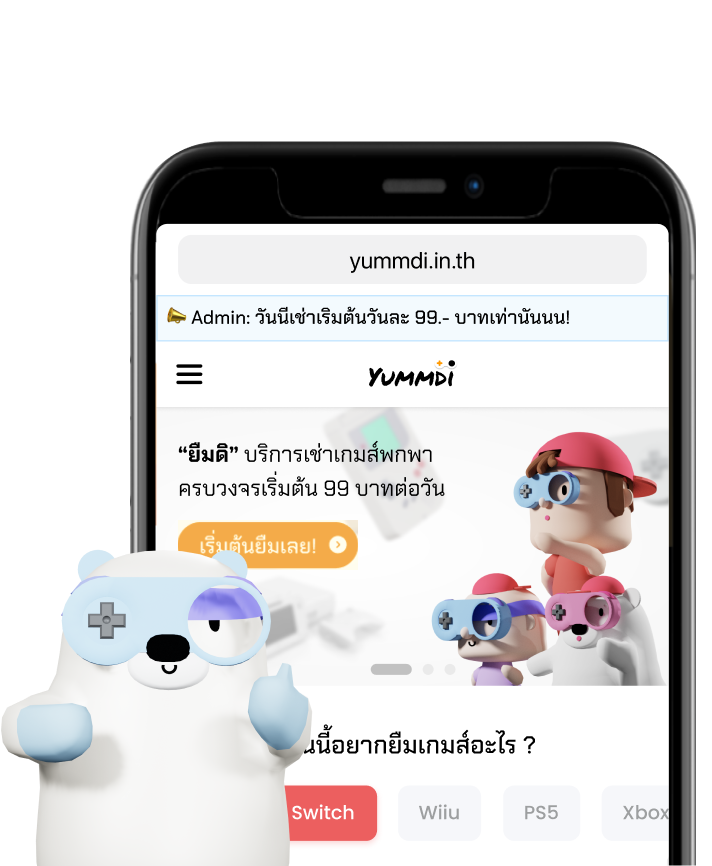 yummdi.in.th
Admin: วันนี้เช่าเริ่มต้นวันละ 99.- บาทเท่านั้นนน!
YUMMDI
“ยืมดิ” บริการเช่าเกมส์พกพา
ครบวงจรเริ่มต้น 99 บาทต่อวัน
เริ่มต้นยืมเลย!
นนี้อยากยืมเกมส์อะไร ?
Switch
Wiiu
PS5
Xbox